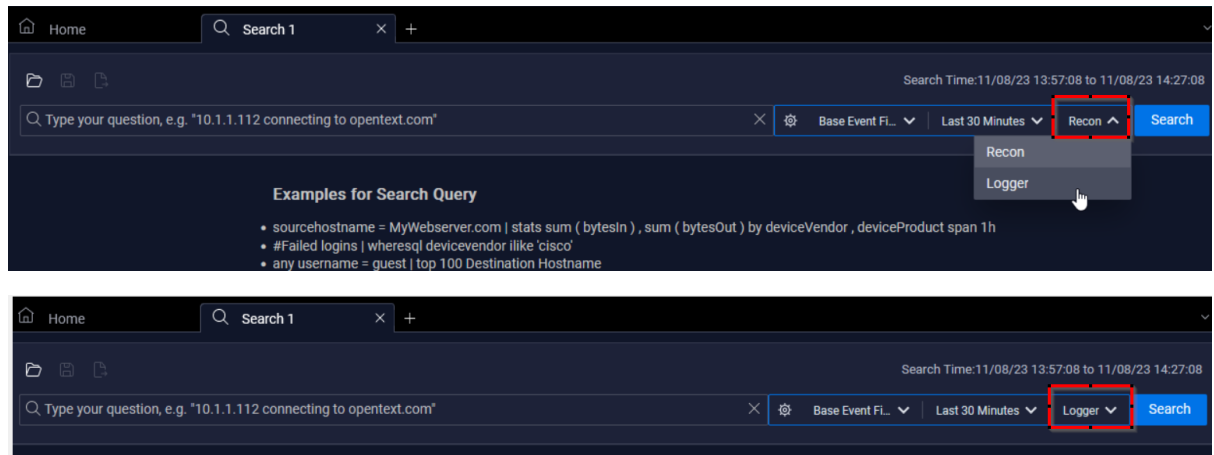 Home
Search 1
Search Time:11/08/23 13:57:08 to 11/08/23 14:27:08
Type your question, e.g. "10.1.1.112 connecting to opentext.com"
Base Event Fi...
Last 30 Minutes
Recon
Search
Recon
Logger
Examples for Search Query
• sourcehostname = MyWebserver.com | stats sum ( bytesIn ) , sum ( bytesOut ) by deviceVendor , deviceProduct span 1h
• #Failed logins | wheresql devicevendor ilike 'cisco'
• any username = guest | top 100 Destination Hostname
Home
Search 1
Search Time:11/08/23 13:57:08 to 11/08/23 14:27:08
Type your question, e.g. "10.1.1.112 connecting to opentext.com"
Base Event Fi...
Last 30 Minutes
Logger
Search